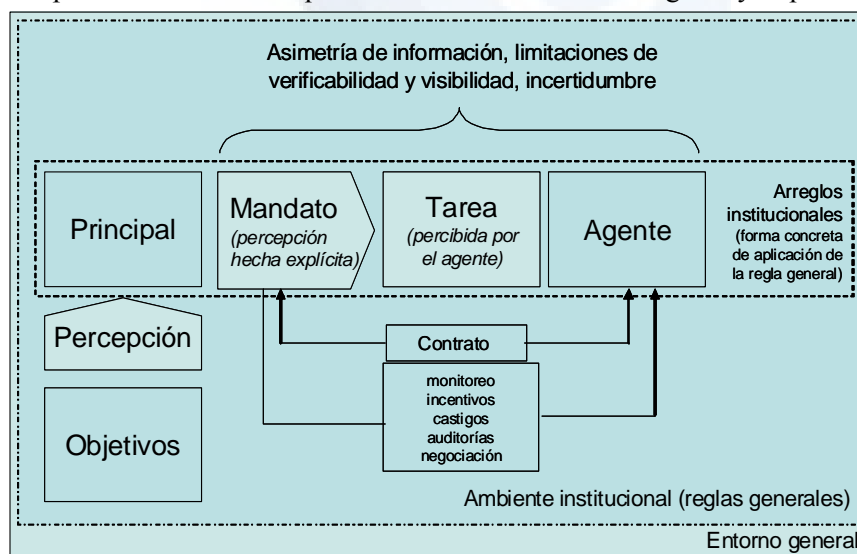 Asimetría de información, limitaciones de
verificabilidad y visibilidad, incertidumbre
Principal
Mandato
(percepción
hecha explícita)
Tarea
(percibida por
el agente)
Agente
Arreglos
institucionales
(forma concreta
de aplicación de
la regla general)
Percepción
Contrato
monitoreo
incentivos
castigos
auditorías
negociación
Objetivos
Ambiente institucional (reglas generales)
Entorno general